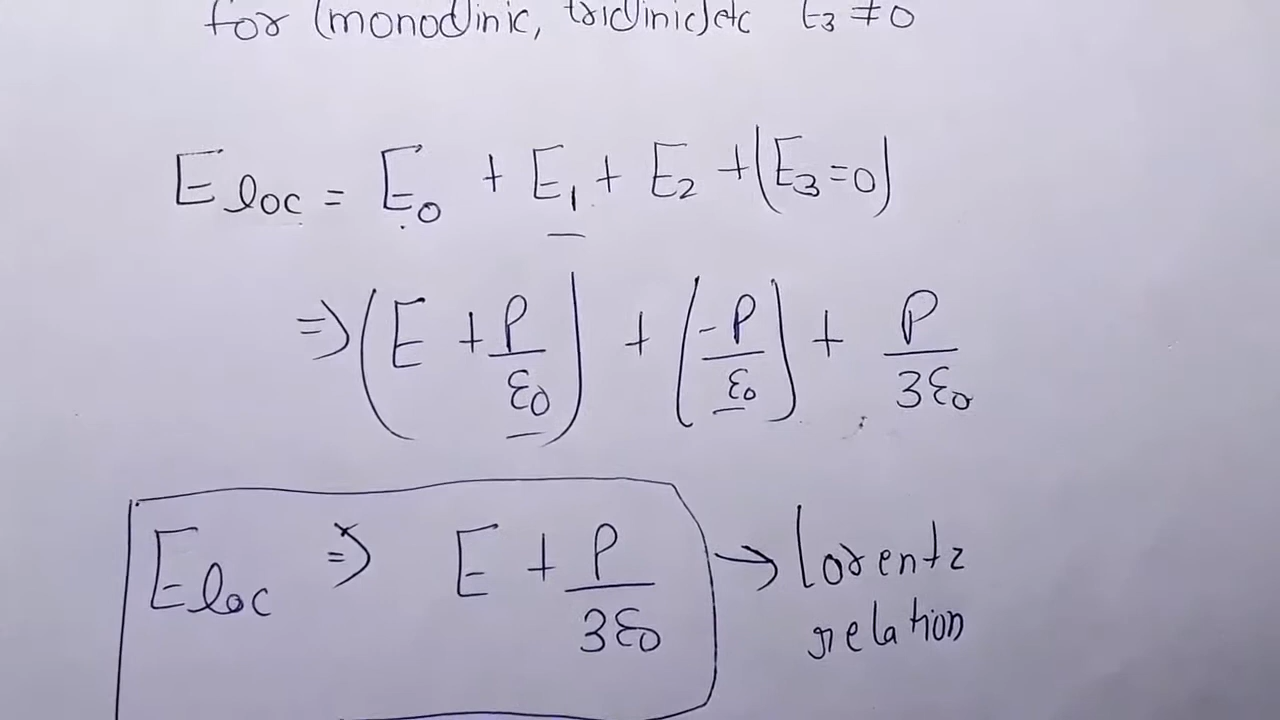 for (monoclinic, triclinic) etc E₃ ≠ 0
E loc = E₀ + E₁ + E₂ + (E₃ = 0)
⇒ (E + P/ε₀) + (-P/ε₀) + P/3ε₀
E loc ⇒ E + P/3ε₀ → lorentz
relation